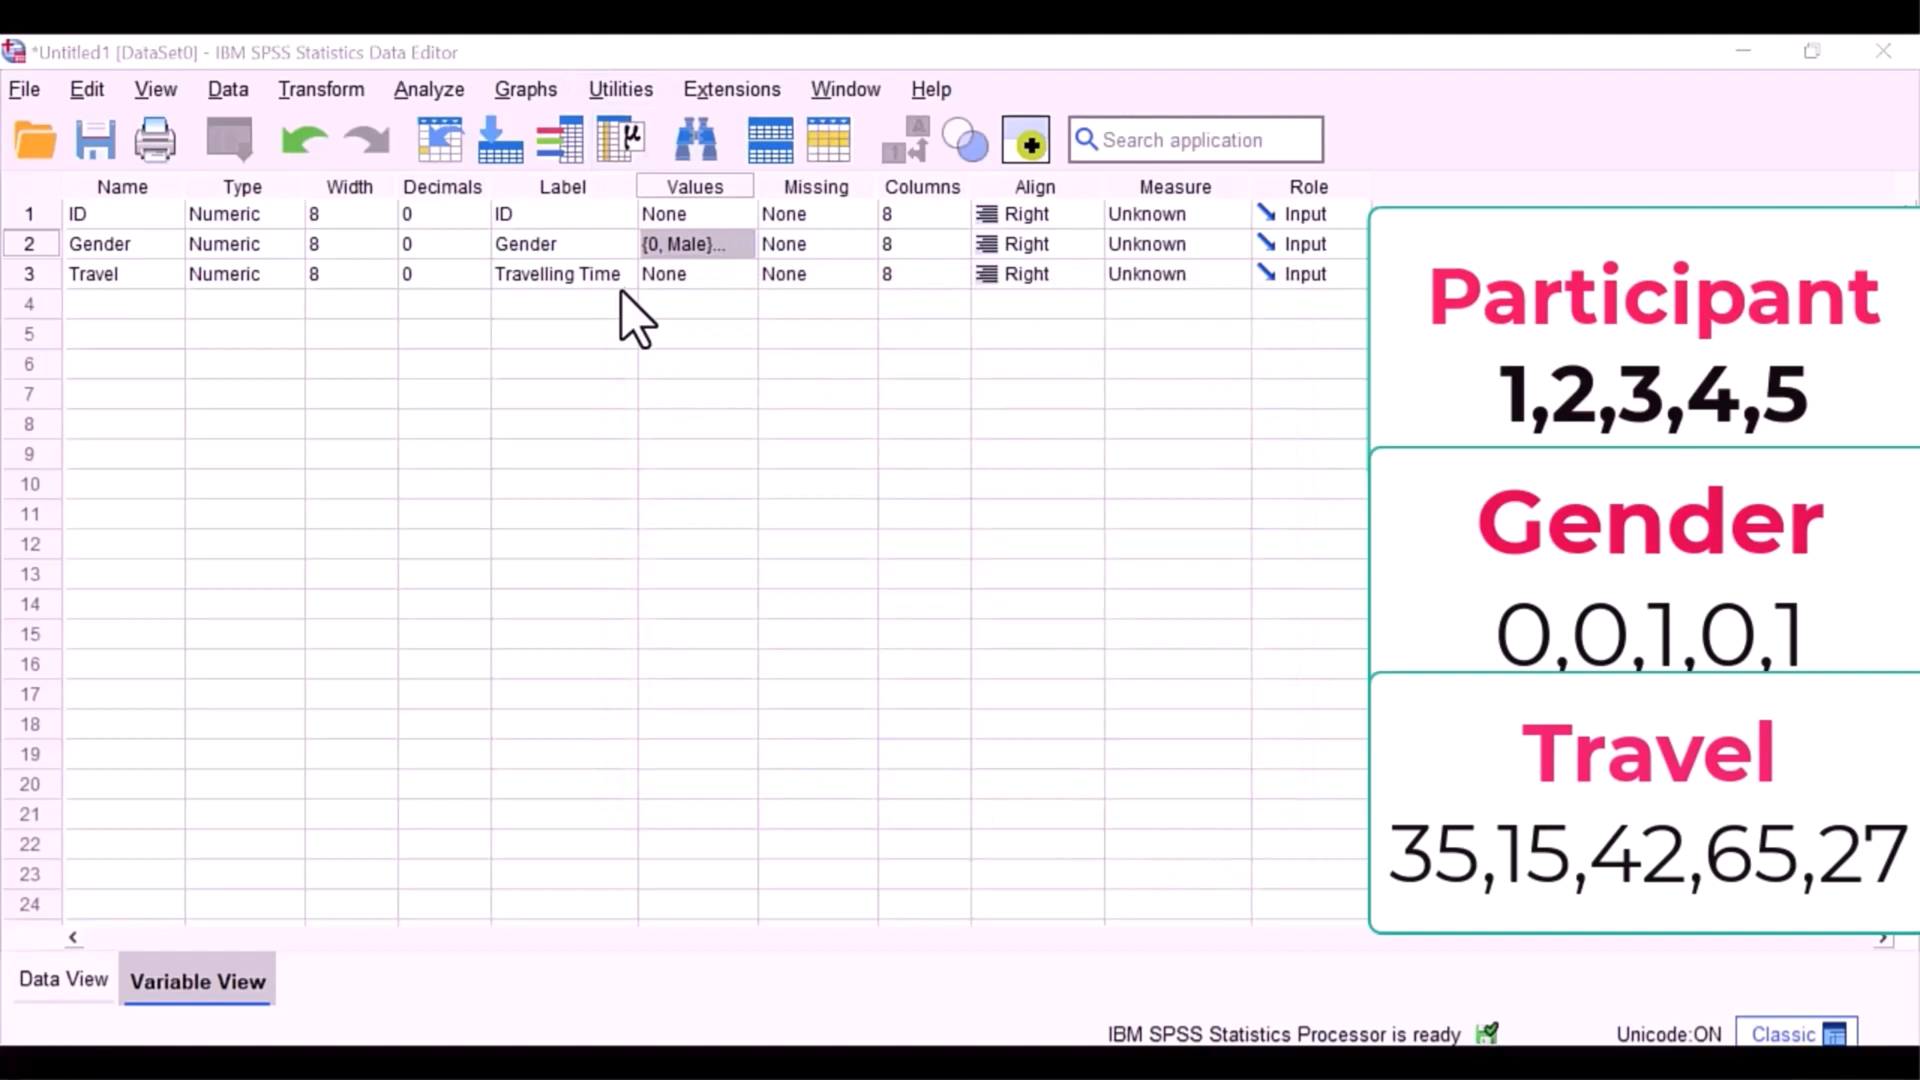 *Untitled1 [DataSet0] - IBM SPSS Statistics Data Editor
File Edit View Data Transform Analyze Graphs Utilities Extensions Window Help
Search application
Name Type Width Decimals Label Values Missing Columns Align Measure Role
1 ID Numeric 8 0 ID None None 8 Right Unknown Input
2 Gender Numeric 8 0 Gender {0, Male}... None 8 Right Unknown Input
3 Travel Numeric 8 0 Travelling Time None None 8 Right Unknown Input
4
5
6
7
8
9
10
11
12
13
14
15
16
17
18
19
20
21
22
23
24
Participant
1,2,3,4,5
Gender
0,0,1,0,1
Travel
35,15,42,65,27
Data View Variable View
IBM SPSS Statistics Processor is ready Unicode:ON Classic